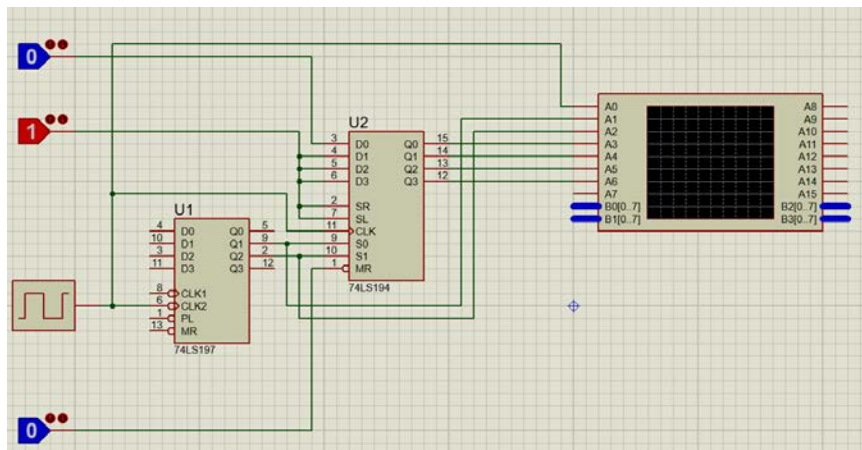 0
1
0
U1
4 D0 Q0 5
10 D1 Q1 9
3 D2 Q2 2
11 D3 Q3 12
8 CLK1
6 CLK2
1 PL
13 MR
74LS197
U2
3 D0 Q0 15
4 D1 Q1 14
5 D2 Q2 13
6 D3 Q3 12
2 SR
7 SL
11 CLK
9 S0
10 S1
1 MR
74LS194
A0 A8
A1 A9
A2 A10
A3 A11
A4 A12
A5 A13
A6 A14
A7 A15
B0[0..7] B2[0..7]
B1[0..7] B3[0..7]